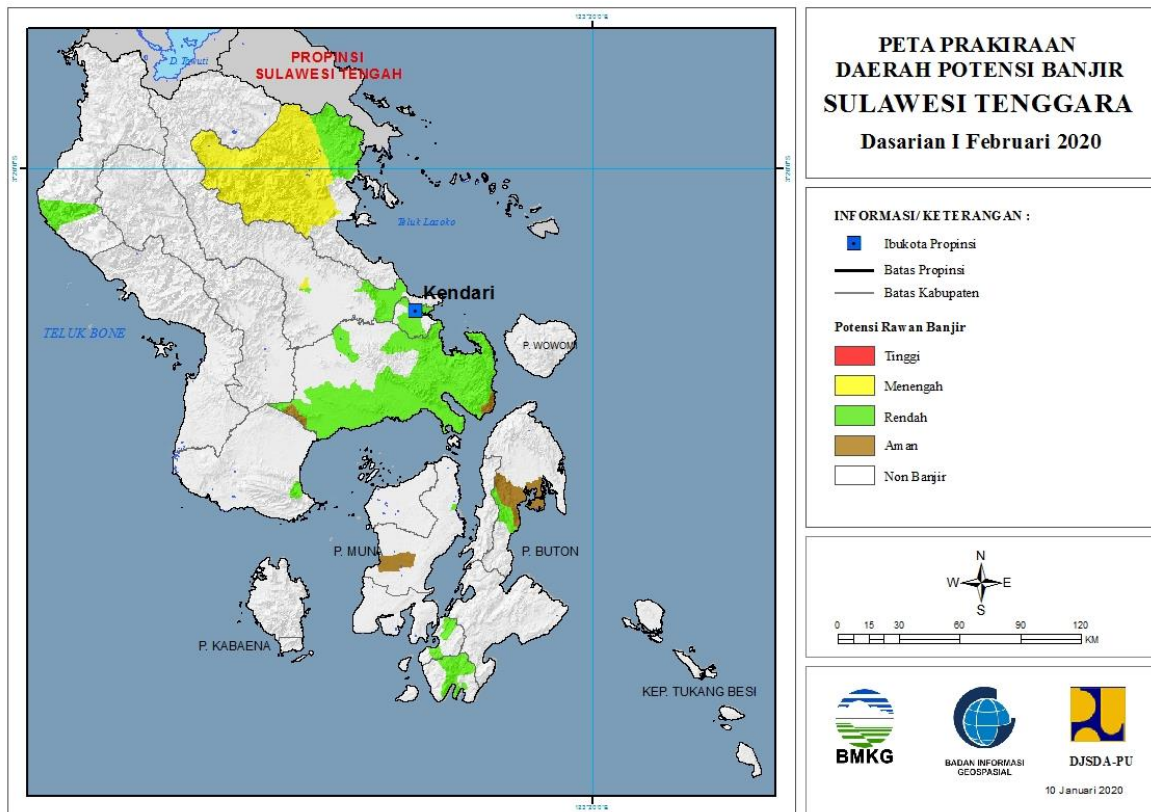 PETA PRAKIRAAN
DAERAH POTENSI BANJIR
SULAWESI TENGGARA
Dasarian I Februari 2020
INFORMASI/ KETERANGAN :
Ibukota Propinsi
Batas Propinsi
Batas Kabupaten
Potensi Rawan Banjir
Tinggi
Menengah
Rendah
Aman
Non Banjir
N
W E
S
0 15 30 60 90 120
KM
BMKG
BADAN INFORMASI
GEOSPASIAL
DJSDA-PU
10 Januari 2020
PROPINSI
SULAWESI TENGAH
Teluk Lasoko
Kendari
TELUK BONE
P. WOWONI
P. MUNA
P. BUTON
P. KABAENA
KEP. TUKANG BESI